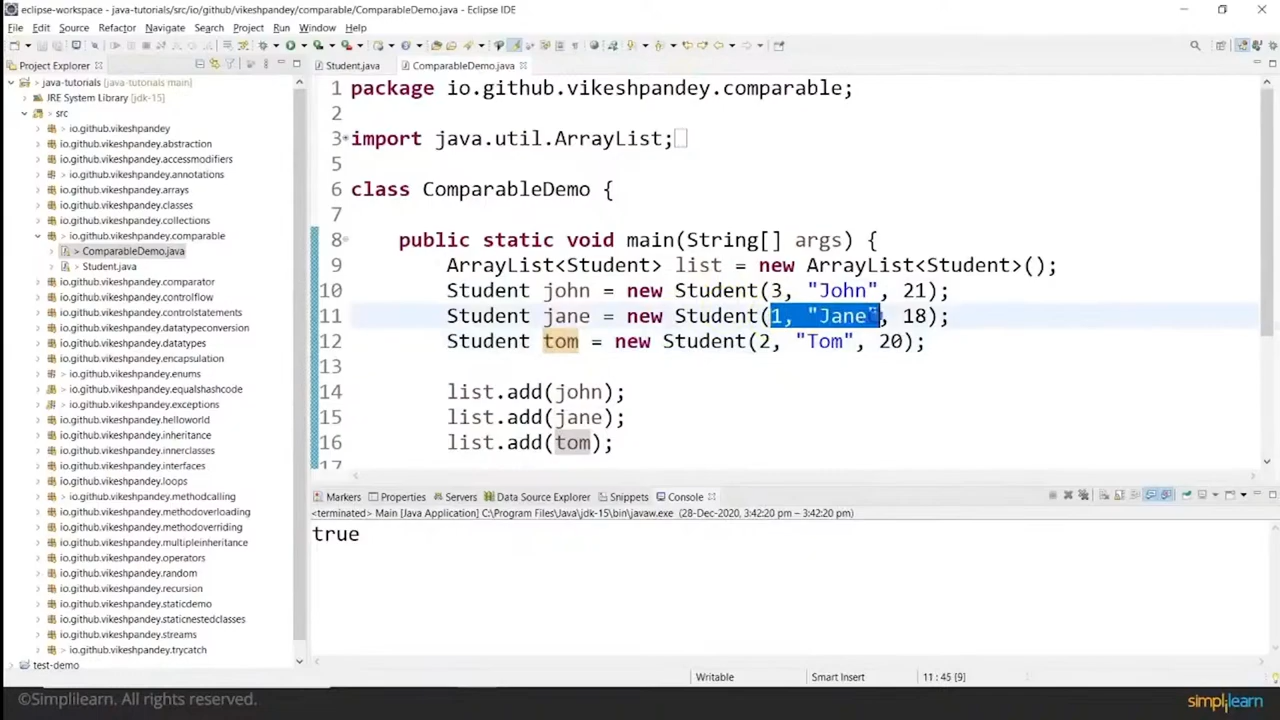 eclipse-workspace - java-tutorials/src/io/github/vikeshpandey/comparable/ComparableDemo.java - Eclipse IDE
File Edit Source Refactor Navigate Search Project Run Window Help
Project Explorer
Student.java
ComparableDemo.java
java-tutorials [java-tutorials main]
JRE System Library [jdk-15]
src
io.github.vikeshpandey
io.github.vikeshpandey.abstraction
io.github.vikeshpandey.accessmodifiers
io.github.vikeshpandey.annotations
io.github.vikeshpandey.arrays
io.github.vikeshpandey.classes
io.github.vikeshpandey.collections
io.github.vikeshpandey.comparable
ComparableDemo.java
Student.java
io.github.vikeshpandey.comparator
io.github.vikeshpandey.controlflow
io.github.vikeshpandey.controlstatements
io.github.vikeshpandey.datatypeconversion
io.github.vikeshpandey.datatypes
io.github.vikeshpandey.encapsulation
io.github.vikeshpandey.enums
io.github.vikeshpandey.equalshashcode
io.github.vikeshpandey.exceptions
io.github.vikeshpandey.helloworld
io.github.vikeshpandey.inheritance
io.github.vikeshpandey.innerclasses
io.github.vikeshpandey.interfaces
io.github.vikeshpandey.loops
io.github.vikeshpandey.methodcalling
io.github.vikeshpandey.methodoverloading
io.github.vikeshpandey.methodoverriding
io.github.vikeshpandey.multipleinheritance
io.github.vikeshpandey.operators
io.github.vikeshpandey.random
io.github.vikeshpandey.recursion
io.github.vikeshpandey.staticdemo
io.github.vikeshpandey.staticnestedclasses
io.github.vikeshpandey.streams
io.github.vikeshpandey.trycatch
test-demo
1 package io.github.vikeshpandey.comparable;
2
3 import java.util.ArrayList;
5
6 class ComparableDemo {
7
8 public static void main(String[] args) {
9 ArrayList<Student> list = new ArrayList<Student>();
10 Student john = new Student(3, "John", 21);
11 Student jane = new Student(1, "Jane", 18);
12 Student tom = new Student(2, "Tom", 20);
13
14 list.add(john);
15 list.add(jane);
16 list.add(tom);
17
Markers Properties Servers Data Source Explorer Snippets Console
<terminated> Main [Java Application] C:\Program Files\Java\jdk-15\bin\javaw.exe (28-Dec-2020, 3:42:20 pm – 3:42:20 pm)
true
Writable Smart Insert 11 : 45 [9]
©Simplilearn. All rights reserved.
simplilearn